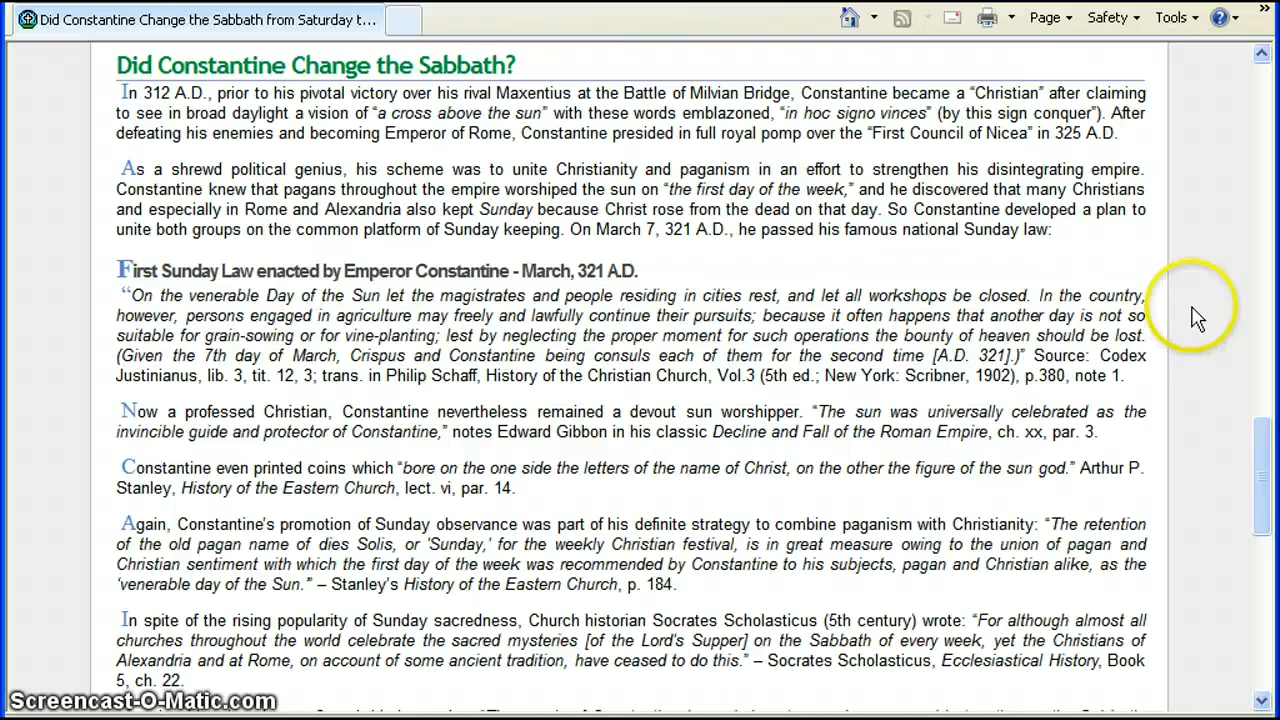 Did Constantine Change the Sabbath from Saturday t...
Page
Safety
Tools
Did Constantine Change the Sabbath?
In 312 A.D., prior to his pivotal victory over his rival Maxentius at the Battle of Milvian Bridge, Constantine became a “Christian” after claiming
to see in broad daylight a vision of “a cross above the sun” with these words emblazoned, “in hoc signo vinces” (by this sign conquer”). After
defeating his enemies and becoming Emperor of Rome, Constantine presided in full royal pomp over the “First Council of Nicea” in 325 A.D.
As a shrewd political genius, his scheme was to unite Christianity and paganism in an effort to strengthen his disintegrating empire.
Constantine knew that pagans throughout the empire worshiped the sun on “the first day of the week,” and he discovered that many Christians
and especially in Rome and Alexandria also kept Sunday because Christ rose from the dead on that day. So Constantine developed a plan to
unite both groups on the common platform of Sunday keeping. On March 7, 321 A.D., he passed his famous national Sunday law:
First Sunday Law enacted by Emperor Constantine - March, 321 A.D.
“On the venerable Day of the Sun let the magistrates and people residing in cities rest, and let all workshops be closed. In the country,
however, persons engaged in agriculture may freely and lawfully continue their pursuits; because it often happens that another day is not so
suitable for grain-sowing or for vine-planting; lest by neglecting the proper moment for such operations the bounty of heaven should be lost.
(Given the 7th day of March, Crispus and Constantine being consuls each of them for the second time [A.D. 321].)” Source: Codex
Justinianus, lib. 3, tit. 12, 3; trans. in Philip Schaff, History of the Christian Church, Vol.3 (5th ed.; New York: Scribner, 1902), p.380, note 1.
Now a professed Christian, Constantine nevertheless remained a devout sun worshipper. “The sun was universally celebrated as the
invincible guide and protector of Constantine,” notes Edward Gibbon in his classic Decline and Fall of the Roman Empire, ch. xx, par. 3.
Constantine even printed coins which “bore on the one side the letters of the name of Christ, on the other the figure of the sun god.” Arthur P.
Stanley, History of the Eastern Church, lect. vi, par. 14.
Again, Constantine’s promotion of Sunday observance was part of his definite strategy to combine paganism with Christianity: “The retention
of the old pagan name of dies Solis, or ‘Sunday,’ for the weekly Christian festival, is in great measure owing to the union of pagan and
Christian sentiment with which the first day of the week was recommended by Constantine to his subjects, pagan and Christian alike, as the
‘venerable day of the Sun.’” – Stanley’s History of the Eastern Church, p. 184.
In spite of the rising popularity of Sunday sacredness, Church historian Socrates Scholasticus (5th century) wrote: “For although almost all
churches throughout the world celebrate the sacred mysteries [of the Lord’s Supper] on the Sabbath of every week, yet the Christians of
Alexandria and at Rome, on account of some ancient tradition, have ceased to do this.” – Socrates Scholasticus, Ecclesiastical History, Book
5, ch. 22.
Screencast-O-Matic.com